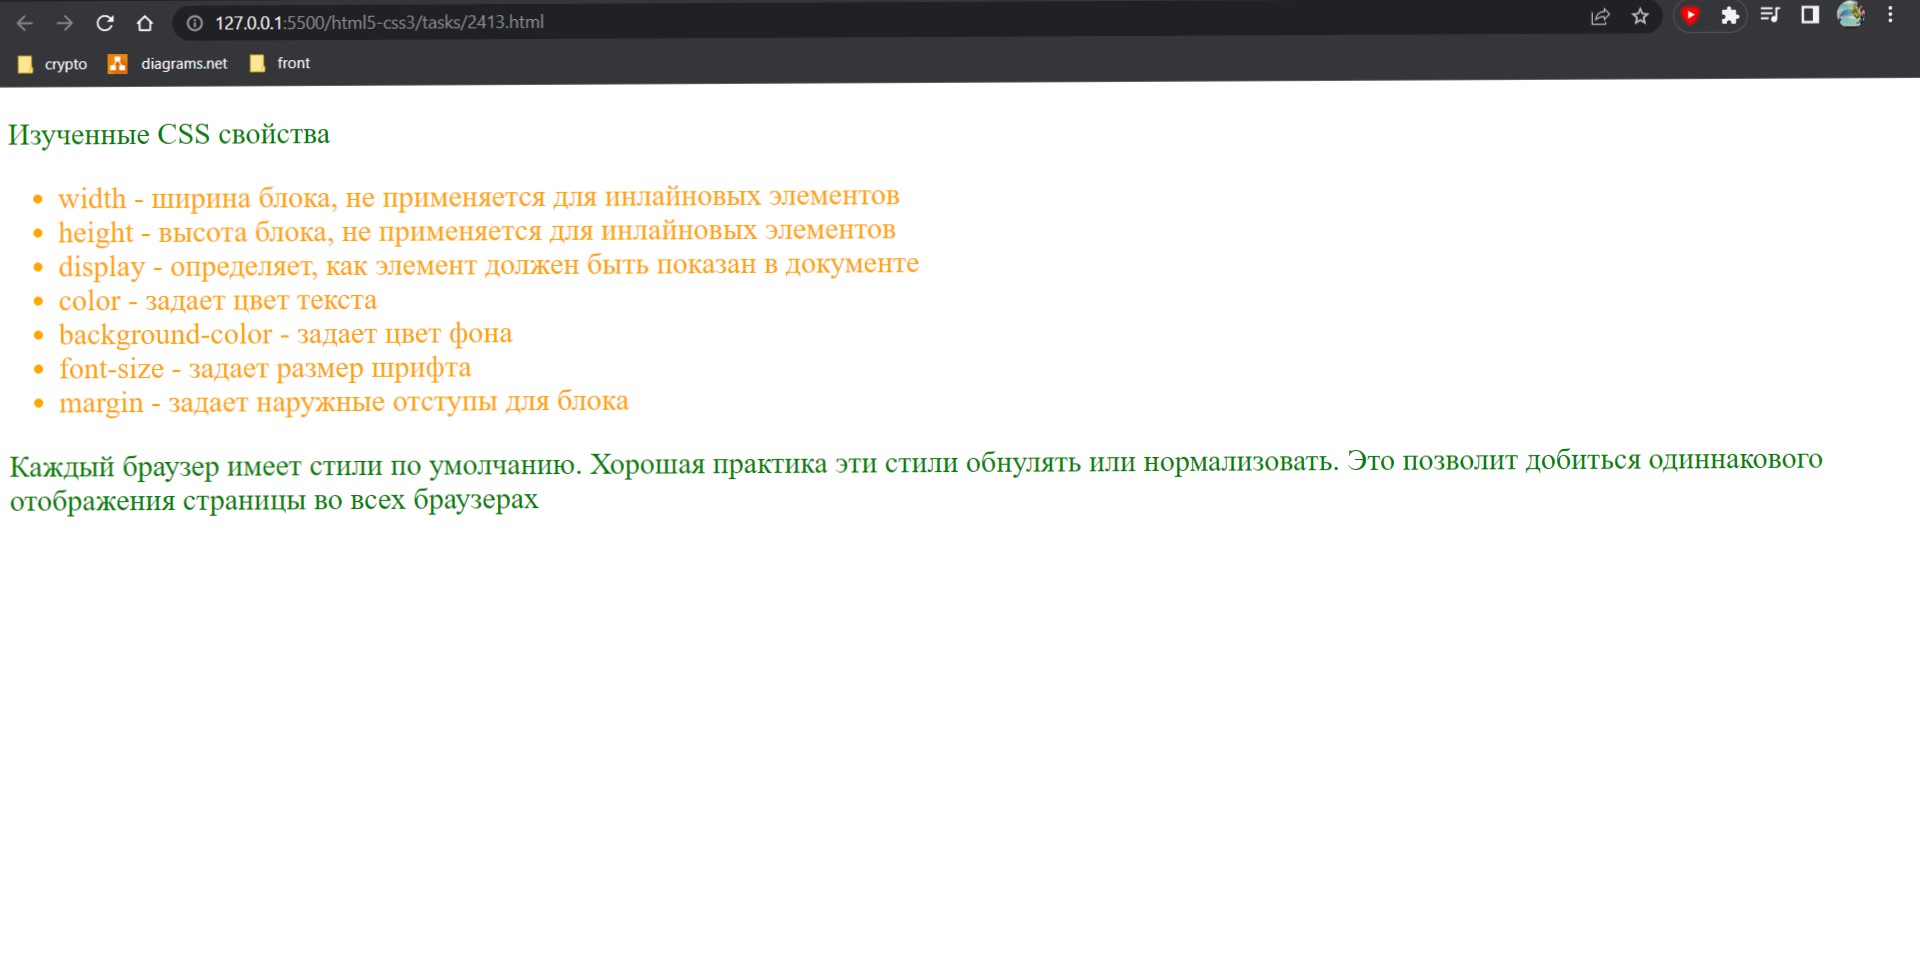 127.0.0.1:5500/html5-css3/tasks/2413.html
crypto diagrams.net front
Изученные CSS свойства
width - ширина блока, не применяется для инлайновых элементов
height - высота блока, не применяется для инлайновых элементов
display - определяет, как элемент должен быть показан в документе
color - задает цвет текста
background-color - задает цвет фона
font-size - задает размер шрифта
margin - задает наружные отступы для блока
Каждый браузер имеет стили по умолчанию. Хорошая практика эти стили обнулять или нормализовать. Это позволит добиться одиннакового
отображения страницы во всех браузерах